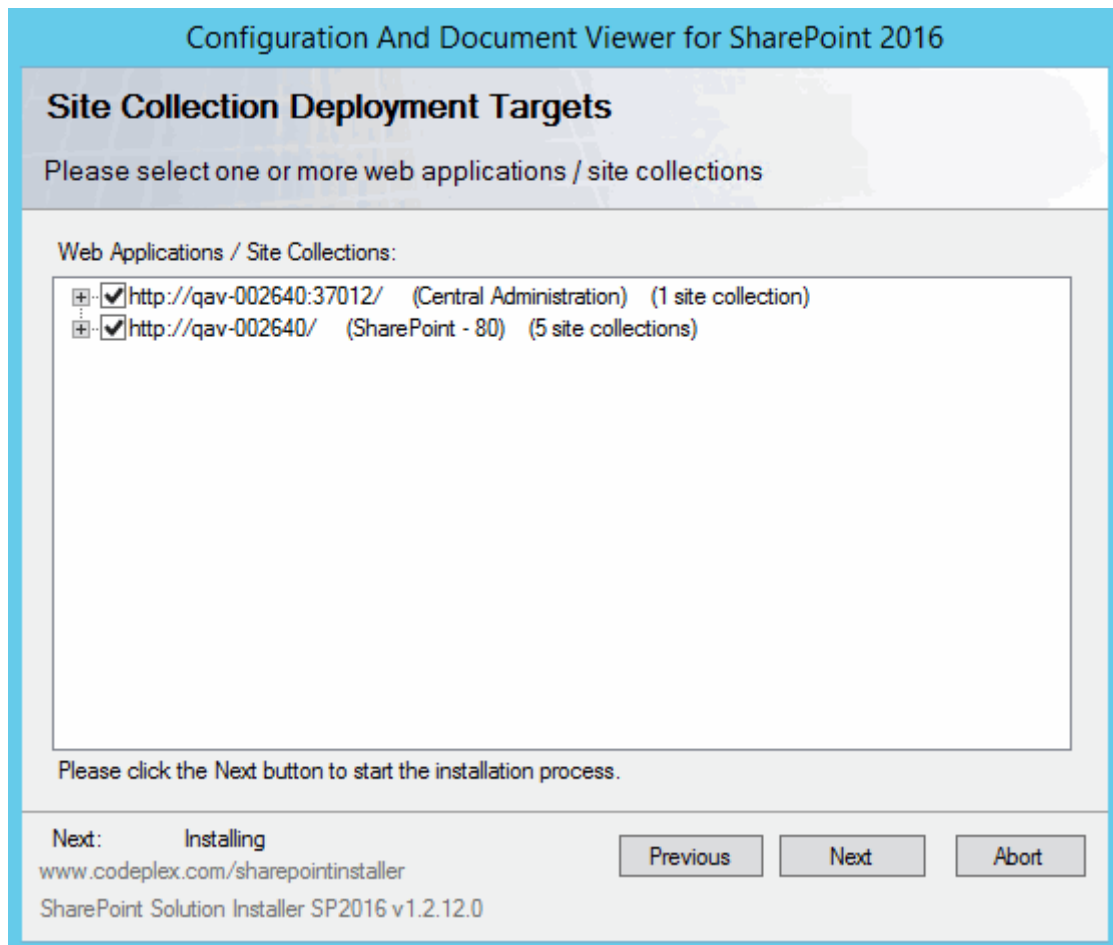 Configuration And Document Viewer for SharePoint 2016
Site Collection Deployment Targets
Please select one or more web applications / site collections
Web Applications / Site Collections:
http://qav-002640:37012/ (Central Administration) (1 site collection)
http://qav-002640/ (SharePoint - 80) (5 site collections)
Please click the Next button to start the installation process.
Next: Installing
www.codeplex.com/sharepointinstaller
SharePoint Solution Installer SP2016 v1.2.12.0
Previous Next Abort